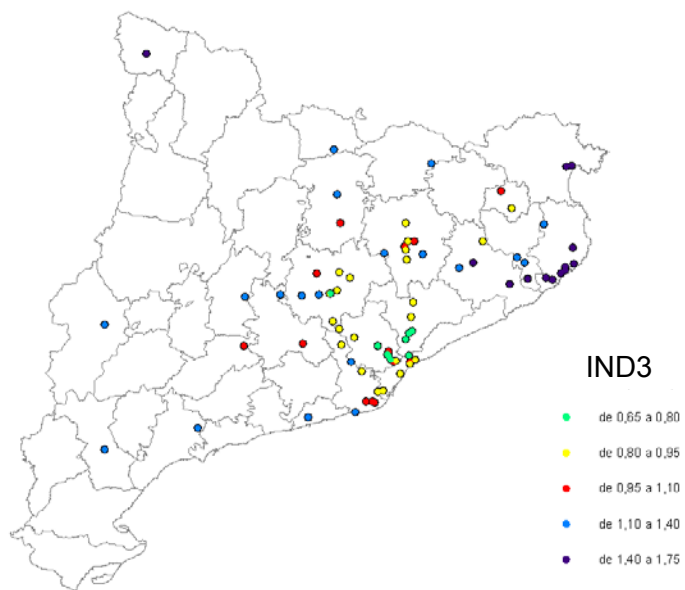 IND3
de 0,65 a 0,80
de 0,80 a 0,95
de 0,95 a 1,10
de 1,10 a 1,40
de 1,40 a 1,75